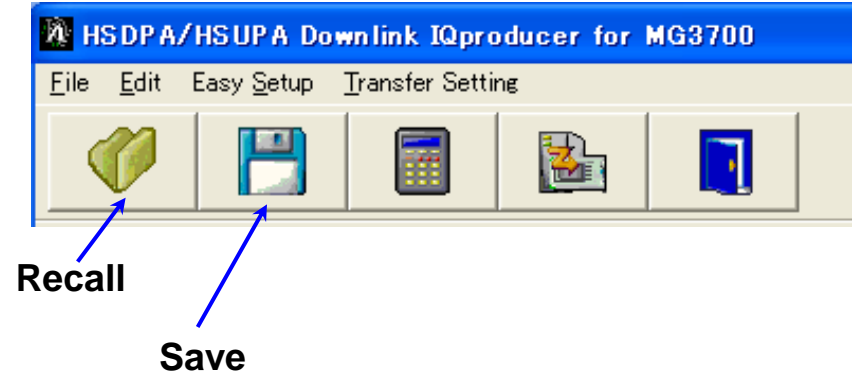 HSDPA/HSUPA Downlink IQproducer for MG3700
File Edit Easy Setup Transfer Setting
Recall
Save